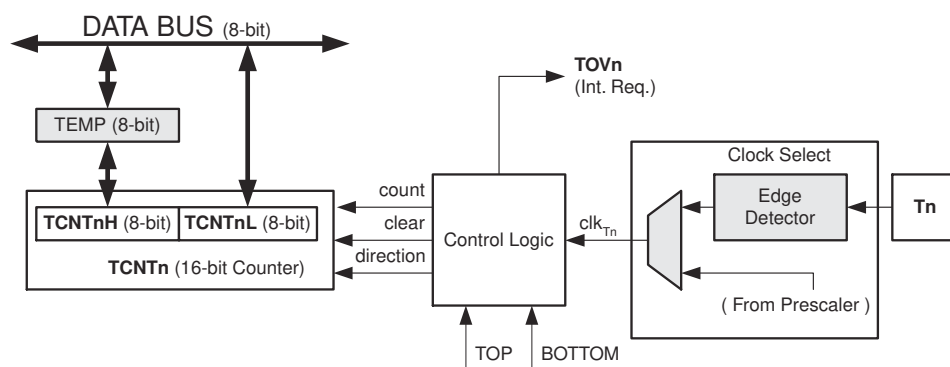 DATA BUS (8-bit)
TOVn
(Int. Req.)
TEMP (8-bit)
Clock Select
count
TCNTnH (8-bit) TCNTnL (8-bit)
Edge
Detector
Tn
clear
Control Logic
clkTn
TCNTn (16-bit Counter)
direction
( From Prescaler )
TOP
BOTTOM